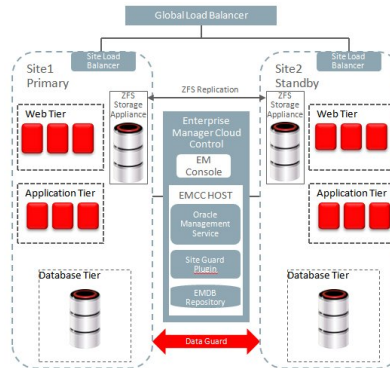 Global Load Balancer
Site Load
Balancer
Site1
Primary
Site Load
Balancer
Site2
Standby
ZFS
Storage
Appliance
ZFS Replication
ZFS
Storage
Appliance
Web Tier
Enterprise
Manager Cloud
Control
EM
Console
Web Tier
Application Tier
EMCC HOST
Oracle
Management
Service
Site Guard
Plugin
EMDB
Repository
Application Tier
Database Tier
Database Tier
Data Guard